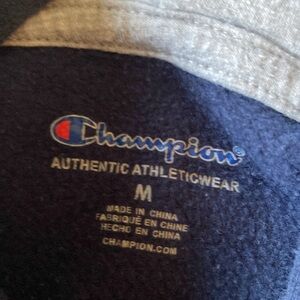 Champion®
AUTHENTIC ATHLETICWEAR
M
MADE IN CHINA
FABRIQUÉ EN CHINE
HECHO EN CHINA
CHAMPION.COM